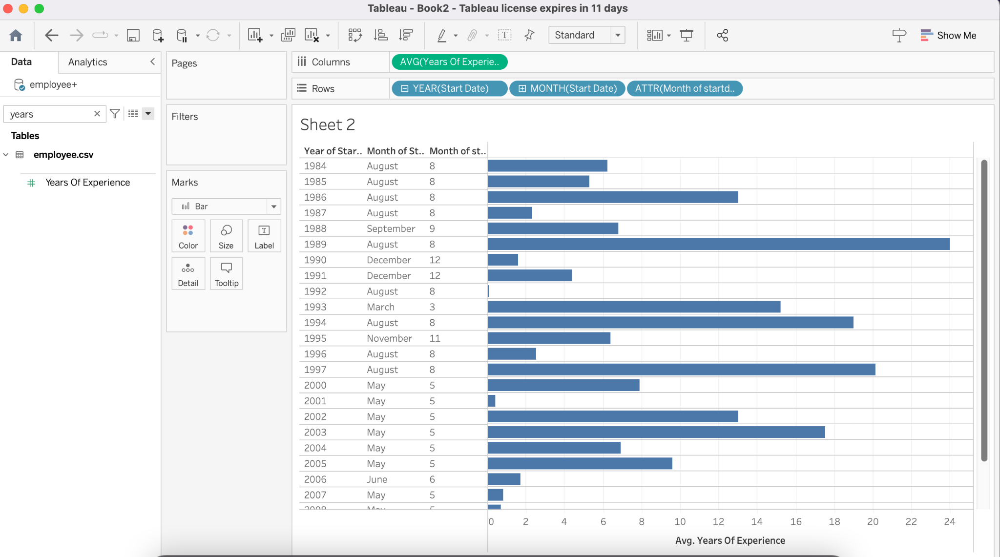 Tableau - Book2 - Tableau license expires in 11 days
Standard
Show Me
Data
Analytics
employee+
years
Tables
employee.csv
Years Of Experience
Pages
Filters
Marks
Bar
Color
Size
Label
Detail
Tooltip
Columns
AVG(Years Of Experie..
Rows
YEAR(Start Date)
MONTH(Start Date)
ATTR(Month of startd..
Sheet 2
Year of Star.. Month of St.. Month of st..
1984 August 8
1985 August 8
1986 August 8
1987 August 8
1988 September 9
1989 August 8
1990 December 12
1991 December 12
1992 August 8
1993 March 3
1994 August 8
1995 November 11
1996 August 8
1997 August 8
2000 May 5
2001 May 5
2002 May 5
2003 May 5
2004 May 5
2005 May 5
2006 June 6
2007 May 5
2008 May 5
0 2 4 6 8 10 12 14 16 18 20 22 24
Avg. Years Of Experience